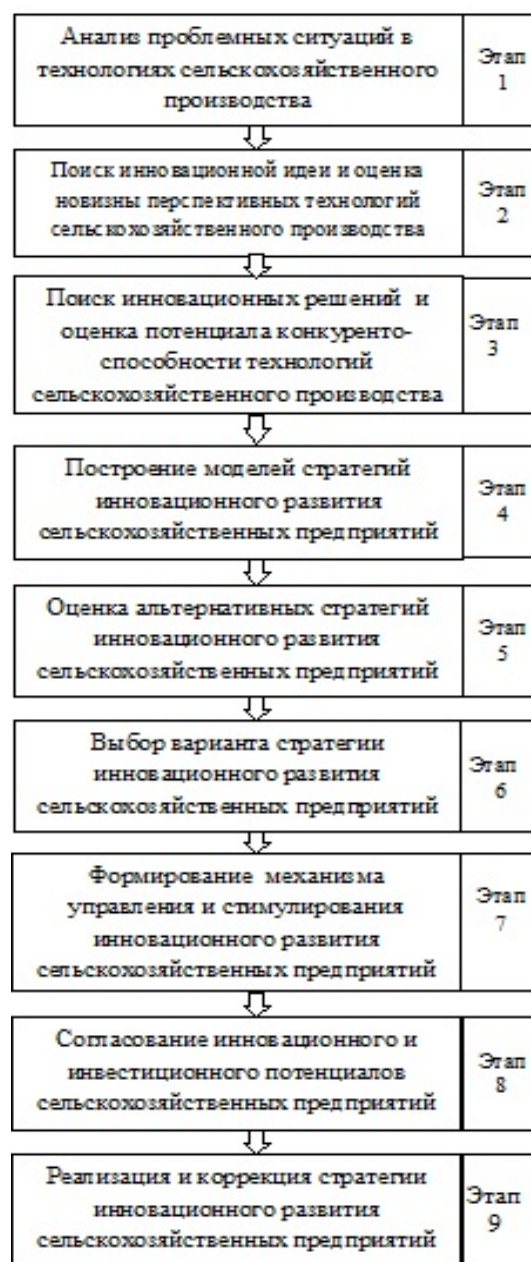 Анализ проблемных ситуаций в
технологиях сельскохозяйственного
производства
Этап
1
Поиск инновационной идеи и оценка
новизны перспективных технологий
сельскохозяйственного производства
Этап
2
Поиск инновационных решений и
оценка потенциала конкуренто-
способности технологий
сельскохозяйственного производства
Этап
3
Построение моделей стратегий
инновационного развития
сельскохозяйственных предприятий
Этап
4
Оценка альтернативных стратегий
инновационного развития
сельскохозяйственных предприятий
Этап
5
Выбор варианта стратегии
инновационного развития
сельскохозяйственных предприятий
Этап
6
Формирование механизма
управления и стимулирования
инновационного развития
сельскохозяйственных предприятий
Этап
7
Согласование инновационного и
инвестиционного потенциалов
сельскохозяйственных предприятий
Этап
8
Реализация и коррекция стратегии
инновационного развития
сельскохозяйственных предприятий
Этап
9